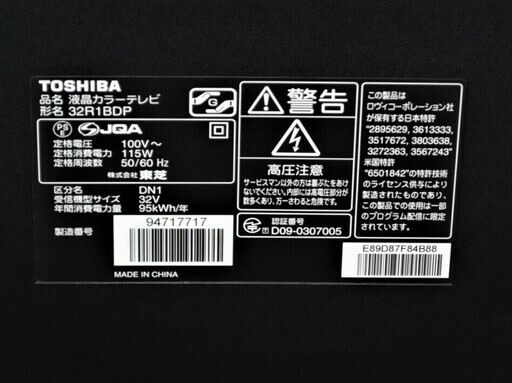 TOSHIBA
品名 液晶カラーテレビ
形名 32R1BDP
PS
E
JQA
定格電圧 100V～
定格消費電力 115W
定格周波数 50/60 Hz
株式会社 東芝
区分名 DN1
受信機型サイズ 32V
年間消費電力量 95kWh/年
製造番号
94717717
MADE IN CHINA
警告
高圧注意
サービスマン以外の方は裏ぶたをあけ
ないでください。内部には高電圧部分が
数多くあり、万一さわると危険です。
認証番号
D09-0307005
この製品は
ロヴィコーポレーション社
が保有する日本特許
"2895629, 3613333,
3517683, 3803638,
3272363, 3567243"
米国特許
"6501842"の特許技術
のライセンス供与により
製造されています。
この製品での使用は一部
のプログラム配信に限定
されています。
E89D87F84B88